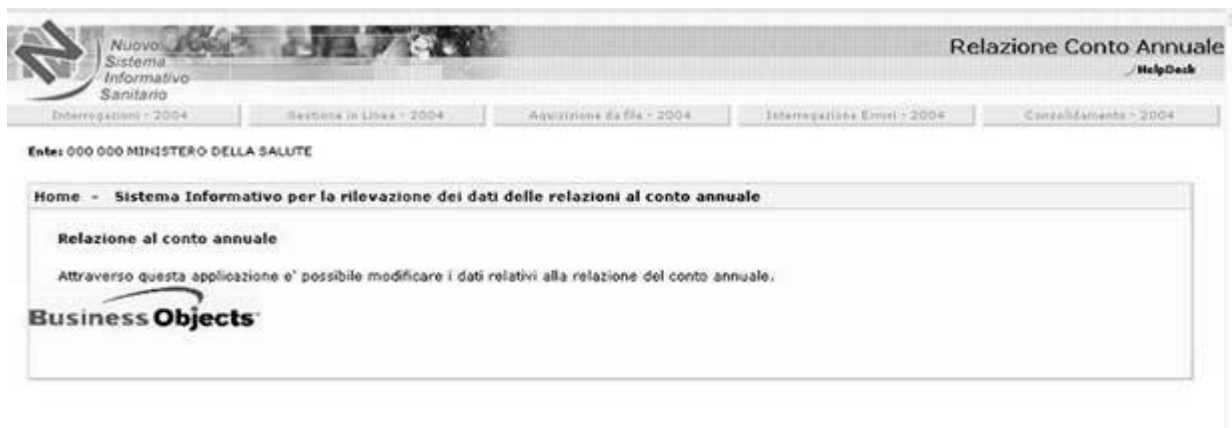 Nuovo
Sistema
Informativo
Sanitario
Relazione Conto Annuale
HelpDesk
Interrogazioni - 2004
Gestione in Linea - 2004
Aquisizione da file - 2004
Interrogazione Errori - 2004
Consolidamento - 2004
Ente: 000 000 MINISTERO DELLA SALUTE
Home - Sistema Informativo per la rilevazione dei dati delle relazioni al conto annuale
Relazione al conto annuale
Attraverso questa applicazione e' possibile modificare i dati relativi alla relazione del conto annuale.
Business Objects